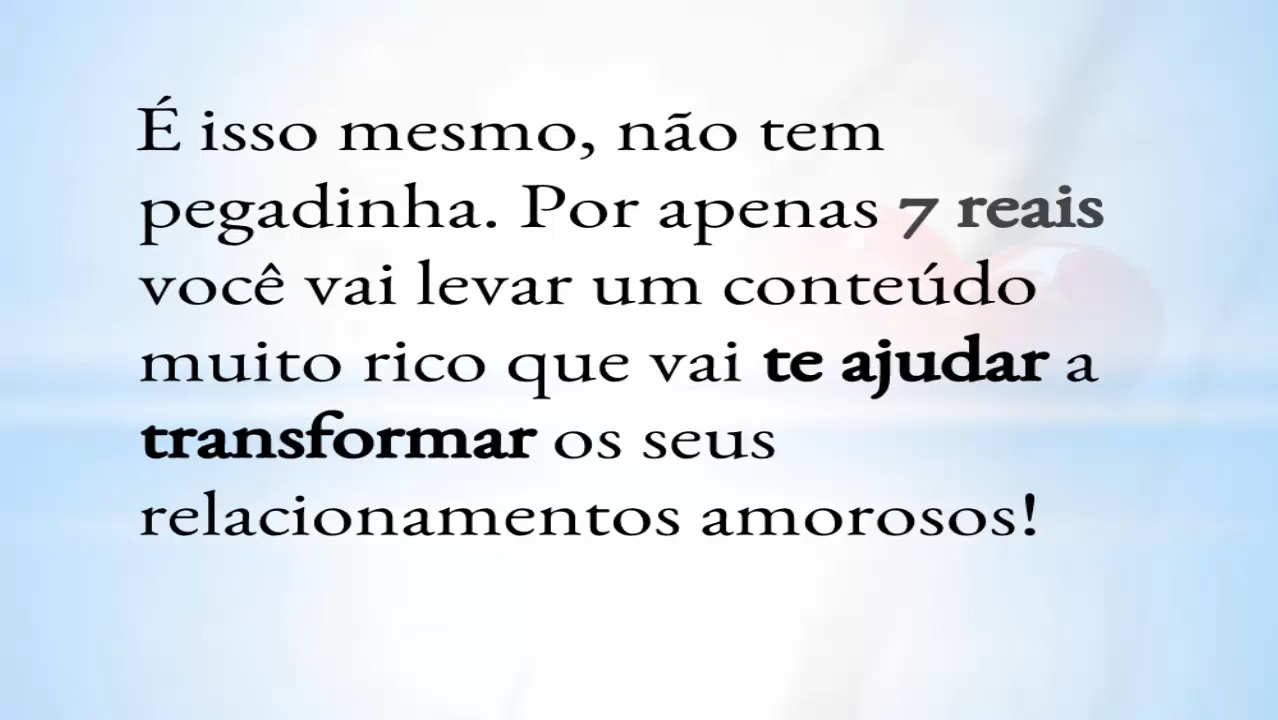 É isso mesmo, não tem
pegadinha. Por apenas 7 reais
você vai levar um conteúdo
muito rico que vai te ajudar a
transformar os seus
relacionamentos amorosos!